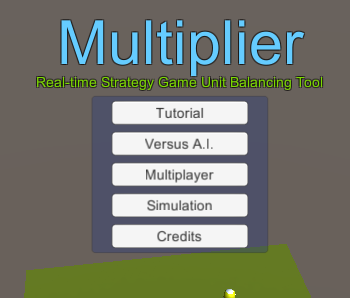 Multiplier
Real-time Strategy Game Unit Balancing Tool
Tutorial
Versus A.I.
Multiplayer
Simulation
Credits